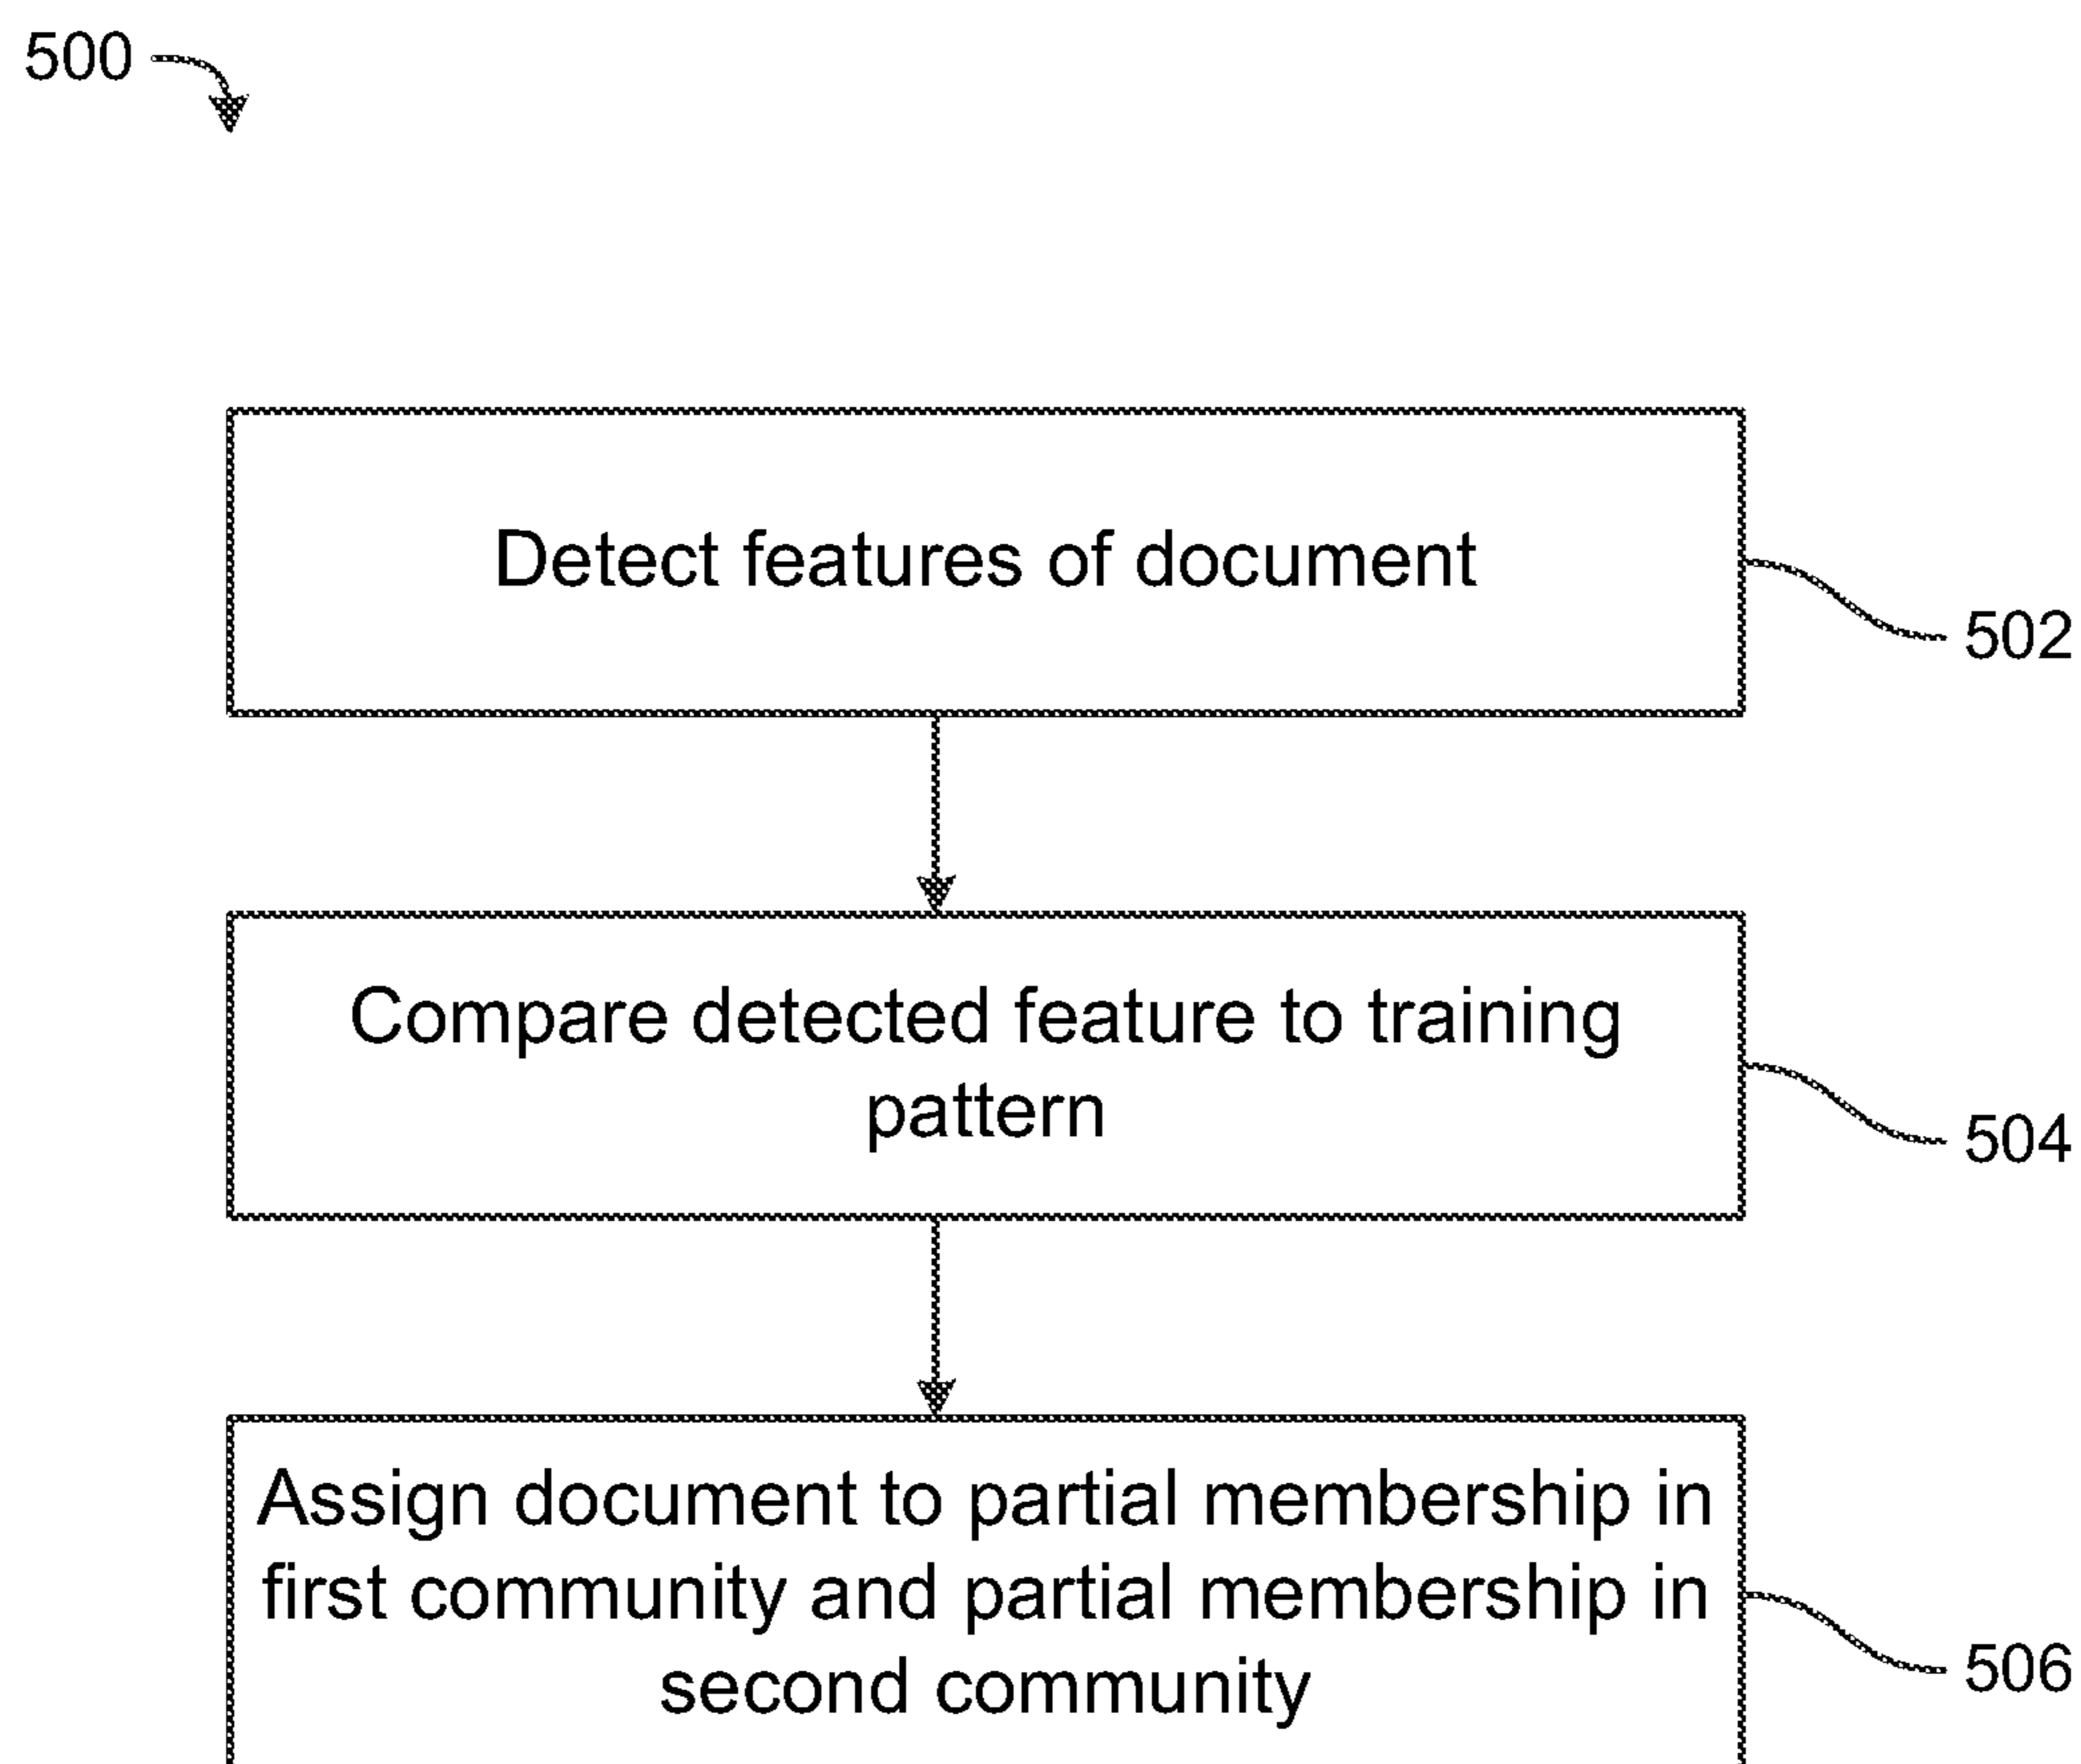 500
Detect features of document
502
Compare detected feature to training
pattern
504
Assign document to partial membership in
first community and partial membership in
second community
506